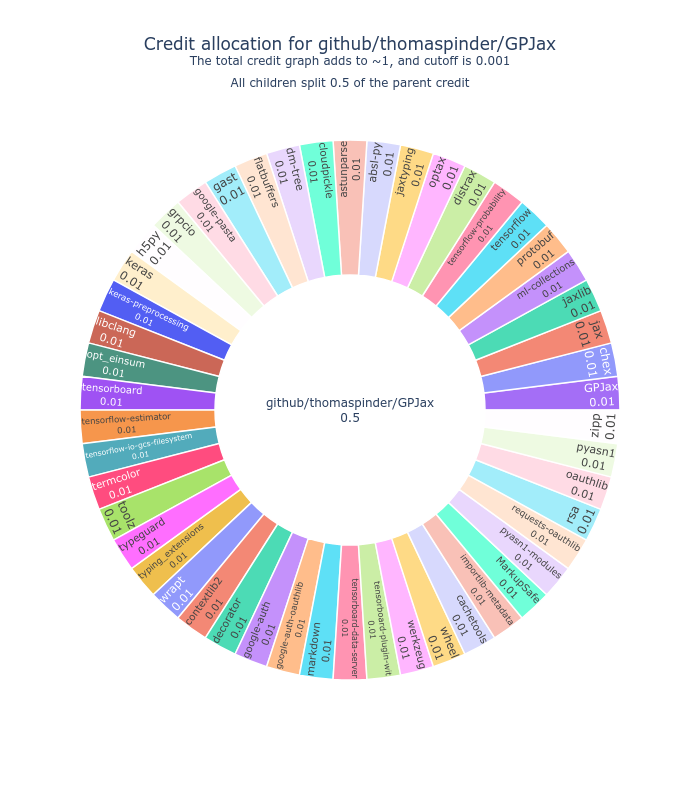 Credit allocation for github/thomaspinder/GPJax
The total credit graph adds to ~1, and cutoff is 0.001
All children split 0.5 of the parent credit
github/thomaspinder/GPJax
0.5
GPJax
0.01
chex
0.01
jax
0.01
jaxlib
0.01
ml-collections
0.01
protobuf
0.01
tensorflow
0.01
tensorflow-probability
0.01
distrax
0.01
optax
0.01
jaxtyping
0.01
absl-py
0.01
astunparse
0.01
cloudpickle
0.01
dm-tree
0.01
flatbuffers
0.01
gast
0.01
google-pasta
0.01
grpcio
0.01
h5py
0.01
keras
0.01
keras-preprocessing
0.01
libclang
0.01
opt_einsum
0.01
tensorboard
0.01
tensorflow-estimator
0.01
tensorflow-io-gcs-filesystem
0.01
termcolor
0.01
toolz
0.01
typeguard
0.01
typing_extensions
0.01
wrapt
0.01
contextlib2
0.01
decorator
0.01
google-auth
0.01
google-auth-oauthlib
0.01
markdown
0.01
tensorboard-data-server
0.01
tensorboard-plugin-wit
0.01
werkzeug
0.01
wheel
0.01
cachetools
0.01
importlib-metadata
0.01
MarkupSafe
0.01
pyasn1-modules
0.01
requests-oauthlib
0.01
rsa
0.01
oauthlib
0.01
pyasn1
0.01
zipp
0.01